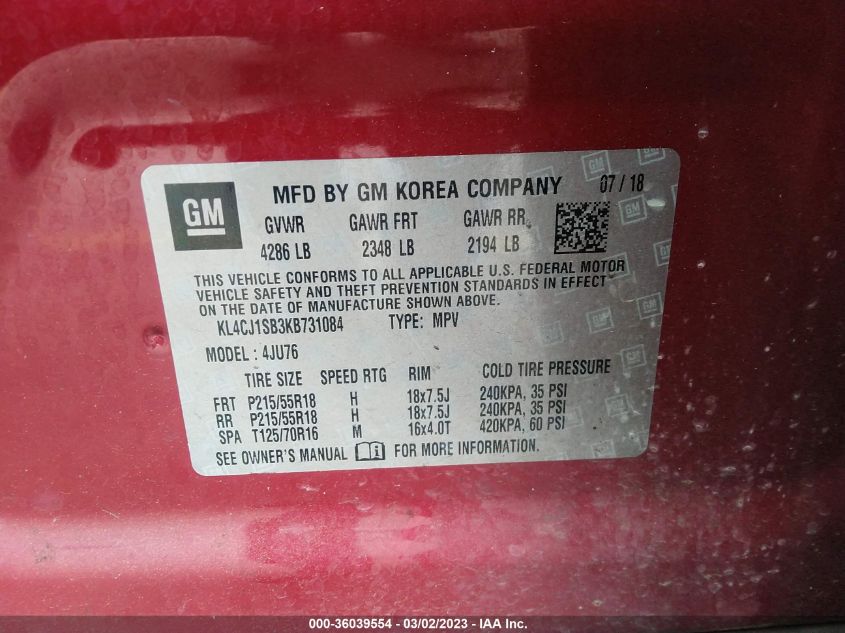 GM
MFD BY GM KOREA COMPANY 07/18
GVWR GAWR FRT GAWR RR
4286 LB 2348 LB 2194 LB
THIS VEHICLE CONFORMS TO ALL APPLICABLE U.S. FEDERAL MOTOR
VEHICLE SAFETY AND THEFT PREVENTION STANDARDS IN EFFECT
ON THE DATE OF MANUFACTURE SHOWN ABOVE.
KL4CJ1SB3KB731084 TYPE: MPV
MODEL: 4JU76
TIRE SIZE SPEED RTG RIM COLD TIRE PRESSURE
FRT P215/55R18 H 18x7.5J 240KPA, 35 PSI
RR P215/55R18 H 18x7.5J 240KPA, 35 PSI
SPA T125/70R16 M 16x4.0T 420KPA, 60 PSI
SEE OWNER'S MANUAL FOR MORE INFORMATION.
000-36039554 — 03/02/2023 — IAAI Inc.